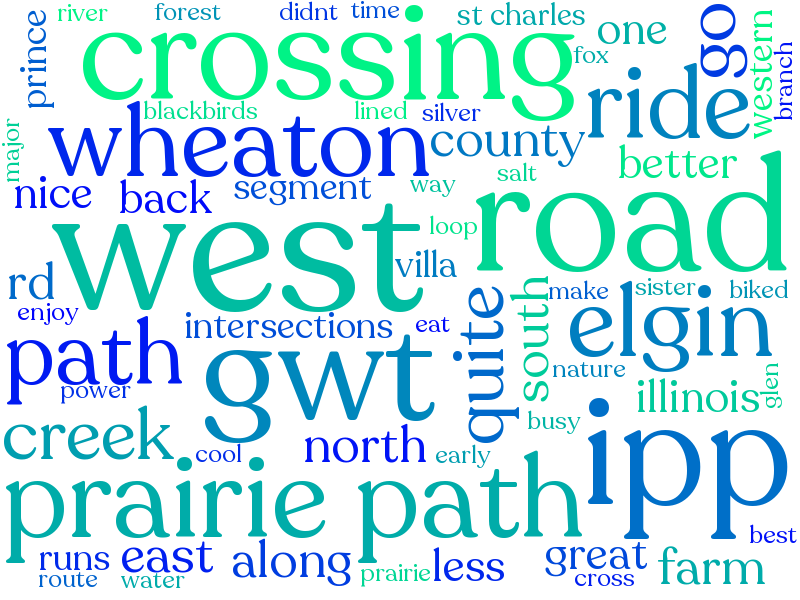 river
forest
didnt
time
st charles
one
go
western
branch
prince
crossing
fox
ride
major
blackbirds
lined
silver
wheaton
county
better
nice
back
segment
way
salt
road
west
loop
villa
rd
south
make
sister
biked
enjoy
intersections
eat
quite
elgin
path
gwt
nature
glen
power
illinois
creek
cool
north
early
busy
ipp
prairie path
best
runs
east
along
less
great
farm
route
water
prairie
cross